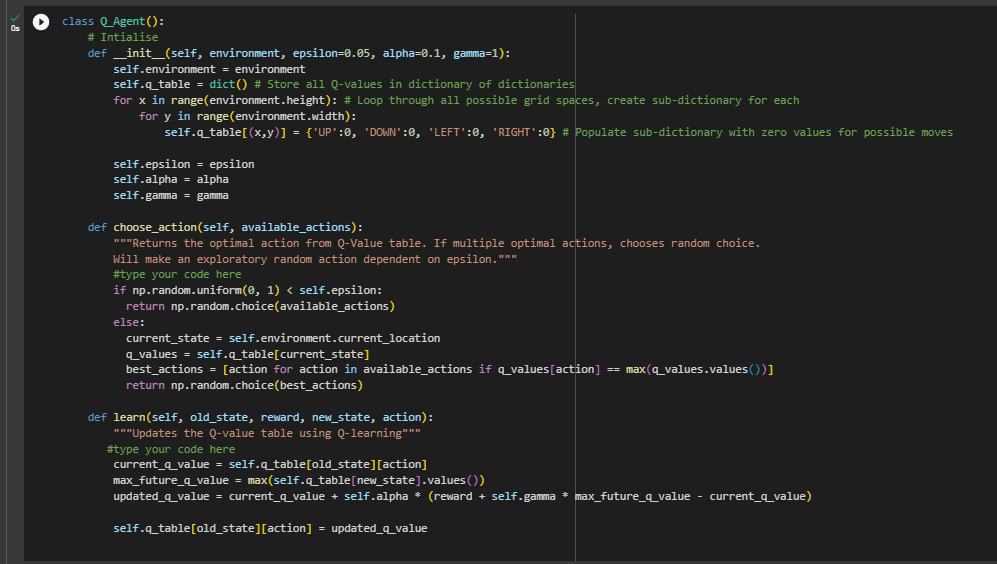 0s
class Q_Agent():
# Intialise
def __init__(self, environment, epsilon=0.05, alpha=0.1, gamma=1):
self.environment = environment
self.q_table = dict() # Store all Q-values in dictionary of dictionaries
for x in range(environment.height): # Loop through all possible grid spaces, create sub-dictionary for each
for y in range(environment.width):
self.q_table[(x,y)] = {'UP':0, 'DOWN':0, 'LEFT':0, 'RIGHT':0} # Populate sub-dictionary with zero values for possible moves
self.epsilon = epsilon
self.alpha = alpha
self.gamma = gamma
def choose_action(self, available_actions):
"""Returns the optimal action from Q-Value table. If multiple optimal actions, chooses random choice.
Will make an exploratory random action dependent on epsilon."""
#type your code here
if np.random.uniform(0, 1) < self.epsilon:
return np.random.choice(available_actions)
else:
current_state = self.environment.current_location
q_values = self.q_table[current_state]
best_actions = [action for action in available_actions if q_values[action] == max(q_values.values())]
return np.random.choice(best_actions)
def learn(self, old_state, reward, new_state, action):
"""Updates the Q-value table using Q-learning"""
#type your code here
current_q_value = self.q_table[old_state][action]
max_future_q_value = max(self.q_table[new_state].values())
updated_q_value = current_q_value + self.alpha * (reward + self.gamma * max_future_q_value - current_q_value)
self.q_table[old_state][action] = updated_q_value